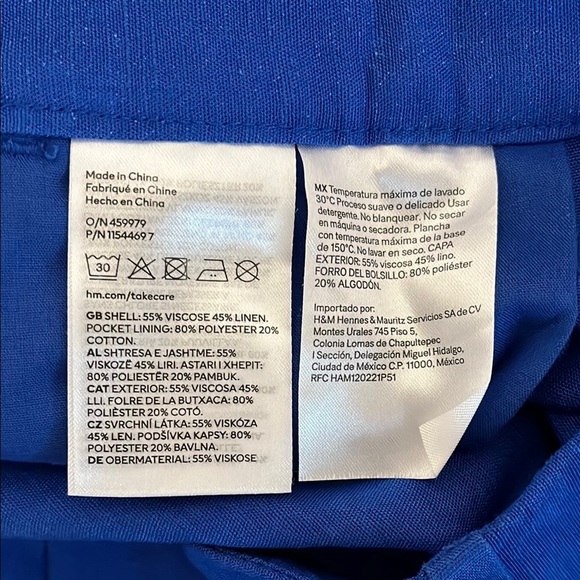 Made in China
Fabriqué en Chine
Hecho en China
O/N 459979
P/N 1154469 7
30
hm.com/takecare
GB SHELL: 55% VISCOSE 45% LINEN.
POCKET LINING: 80% POLYESTER 20%
COTTON.
AL SHTRESA E JASHTME: 55%
VISKOZË 45% LIRI. ASTARI I XHEPIT:
80% POLIESTËR 20% PAMBUK.
CAT EXTERIOR: 55% VISCOSA 45%
LLI. FOLRE DE LA BUTXACA: 80%
POLIÈSTER 20% COTÓ.
CZ SVRCHNÍ LÁTKA: 55% VISKÓZA
45% LEN. PODŠÍVKA KAPSY: 80%
POLYESTER 20% BAVLNA.
DE OBERMATERIAL: 55% VISKOSE
MX Temperatura máxima de lavado
30°C Proceso suave o delicado Usar
detergente. No blanquear. No secar
en máquina o secadora. Plancha
con temperatura máxima de la base
de 150°C. No lavar en seco. CAPA
EXTERIOR: 55% viscosa 45% lino.
FORRO DEL BOLSILLO: 80% poliéster
20% ALGODÓN.
Importado por:
H&M Hennes & Mauritz Servicios SA de CV
Montes Urales 745 Piso 5,
Colonia Lomas de Chapultepec
I Sección, Delegación Miguel Hidalgo,
Ciudad de México C.P. 11000, México
RFC HAM120221P51